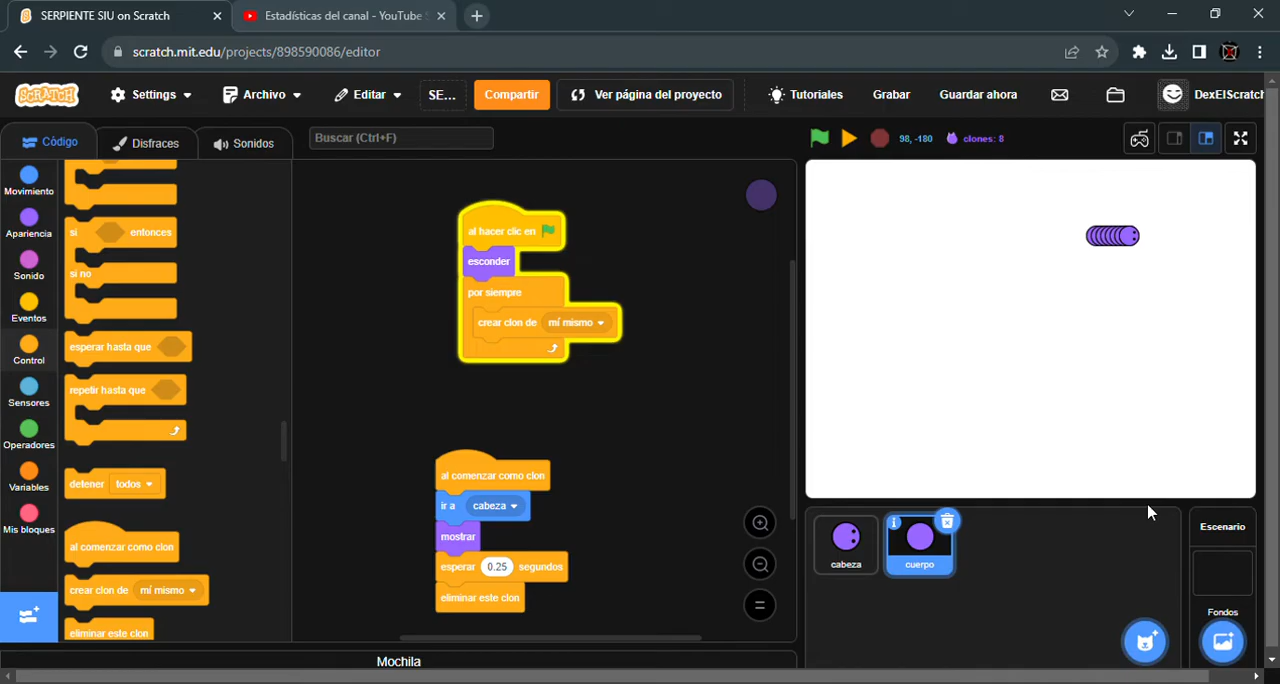 SERPIENTE SIU on Scratch
Estadísticas del canal - YouTube
scratch.mit.edu/projects/898590086/editor
SCRATCH
Settings
Archivo
Editar
SE...
Compartir
Ver página del proyecto
Tutoriales
Grabar
Guardar ahora
DexElScratch
Código
Disfraces
Sonidos
Buscar (Ctrl+F)
98, -180
clones: 8
Movimiento
Apariencia
Sonido
Eventos
Control
Sensores
Operadores
Variables
Mis bloques
si entonces
si no
esperar hasta que
repetir hasta que
detener todos
al comenzar como clon
crear clon de mí mismo
eliminar este clon
al hacer clic en
esconder
por siempre
crear clon de mí mismo
al comenzar como clon
ir a cabeza
mostrar
esperar 0.25 segundos
eliminar este clon
cabeza
cuerpo
Escenario
Fondos
Mochila